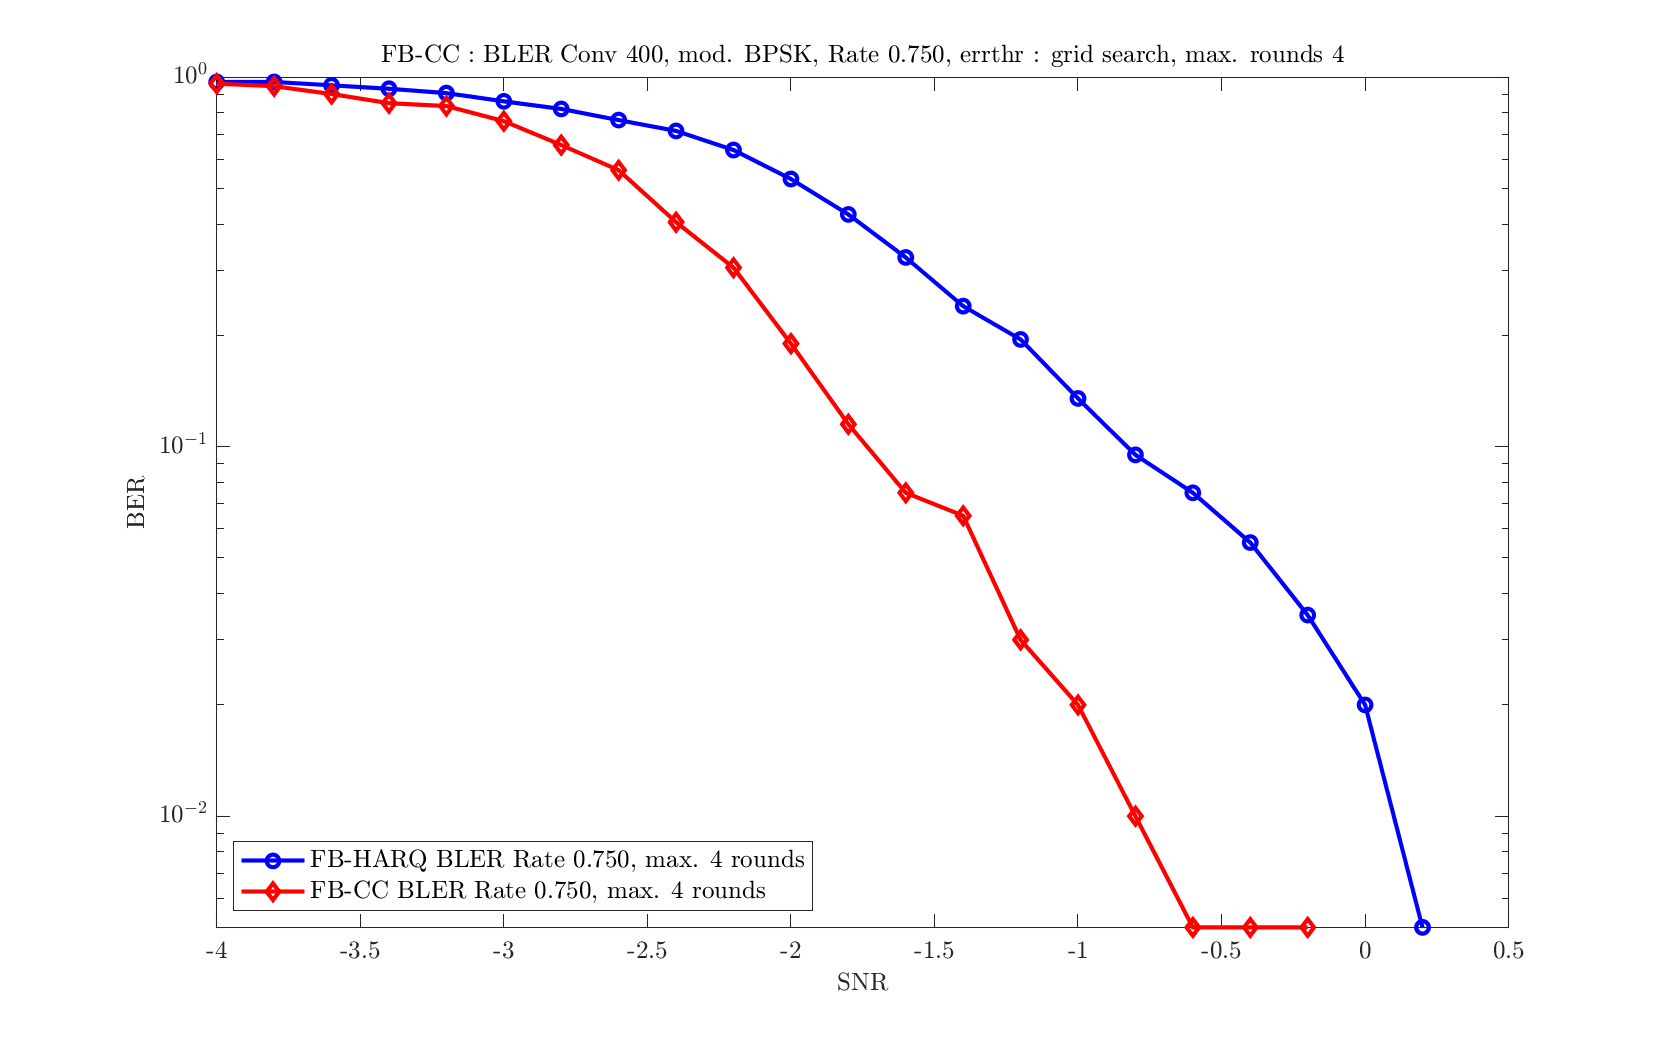 FB-CC : BLER Conv 400, mod. BPSK, Rate 0.750, errthr : grid search, max. rounds 4
10^0
10^-1
10^-2
BER
FB-HARQ BLER Rate 0.750, max. 4 rounds
FB-CC BLER Rate 0.750, max. 4 rounds
-4 -3.5 -3 -2.5 -2 -1.5 -1 -0.5 0 0.5
SNR